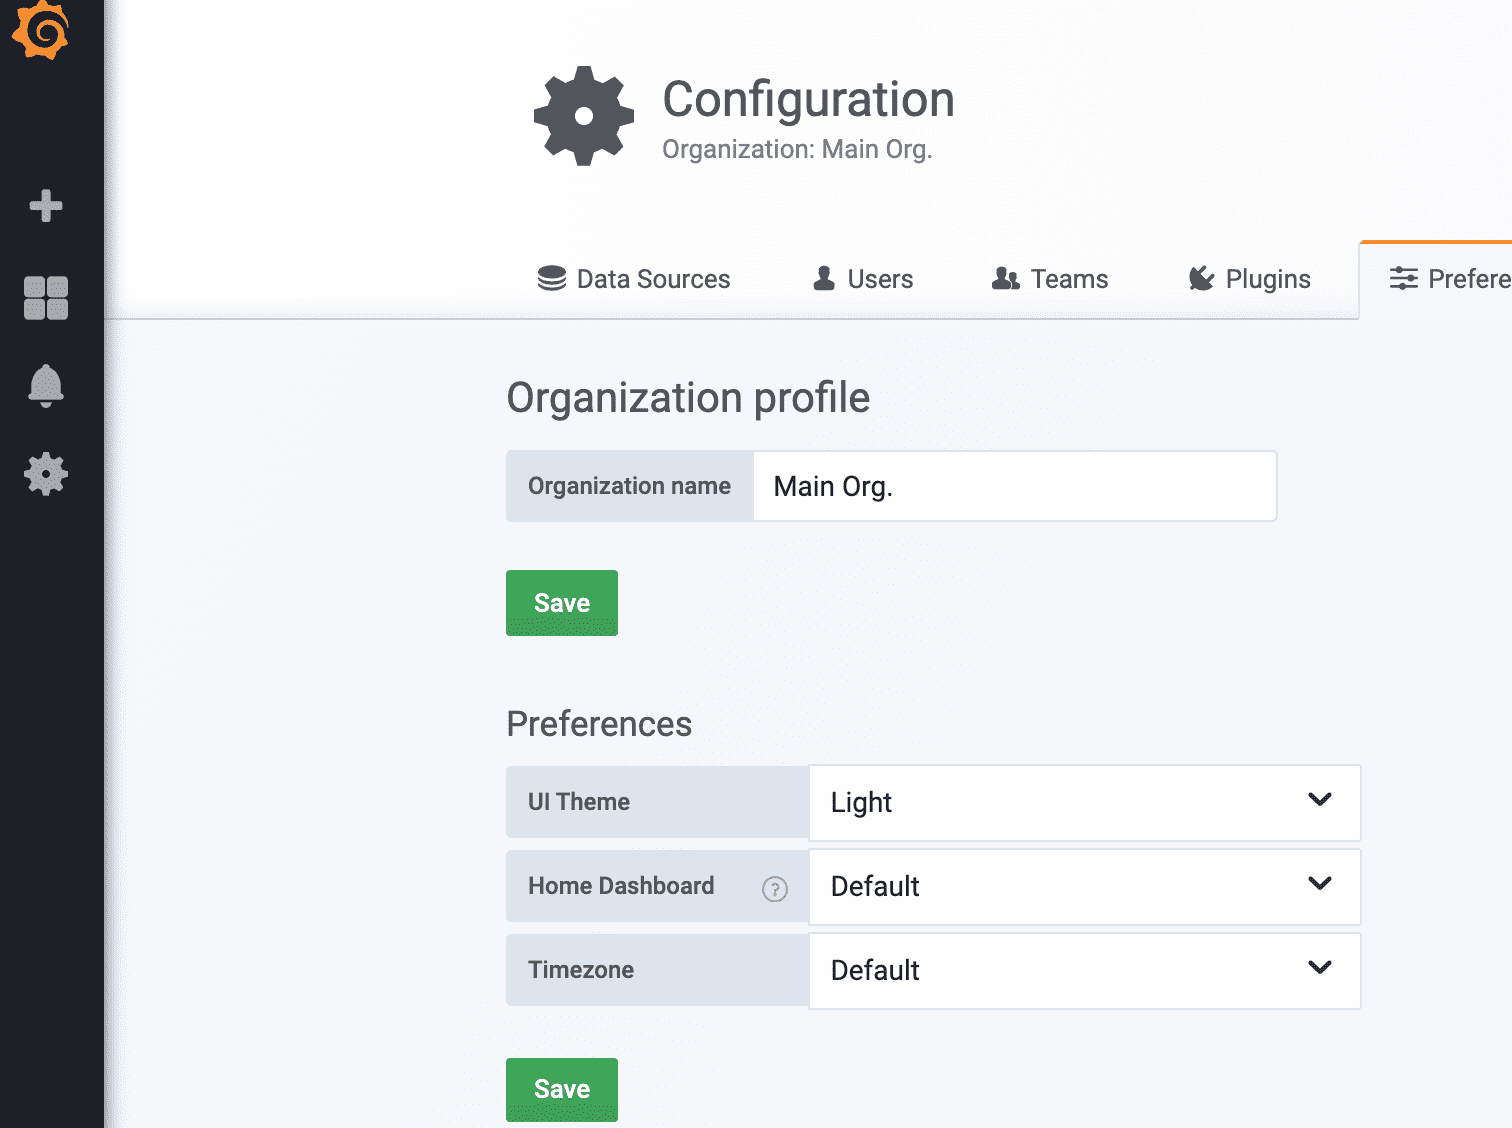 Configuration
Organization: Main Org.
Data Sources Users Teams Plugins
Organization profile
Organization name Main Org.
Save
Preferences
UI Theme Light
Home Dashboard ? Default
Timezone Default
Save